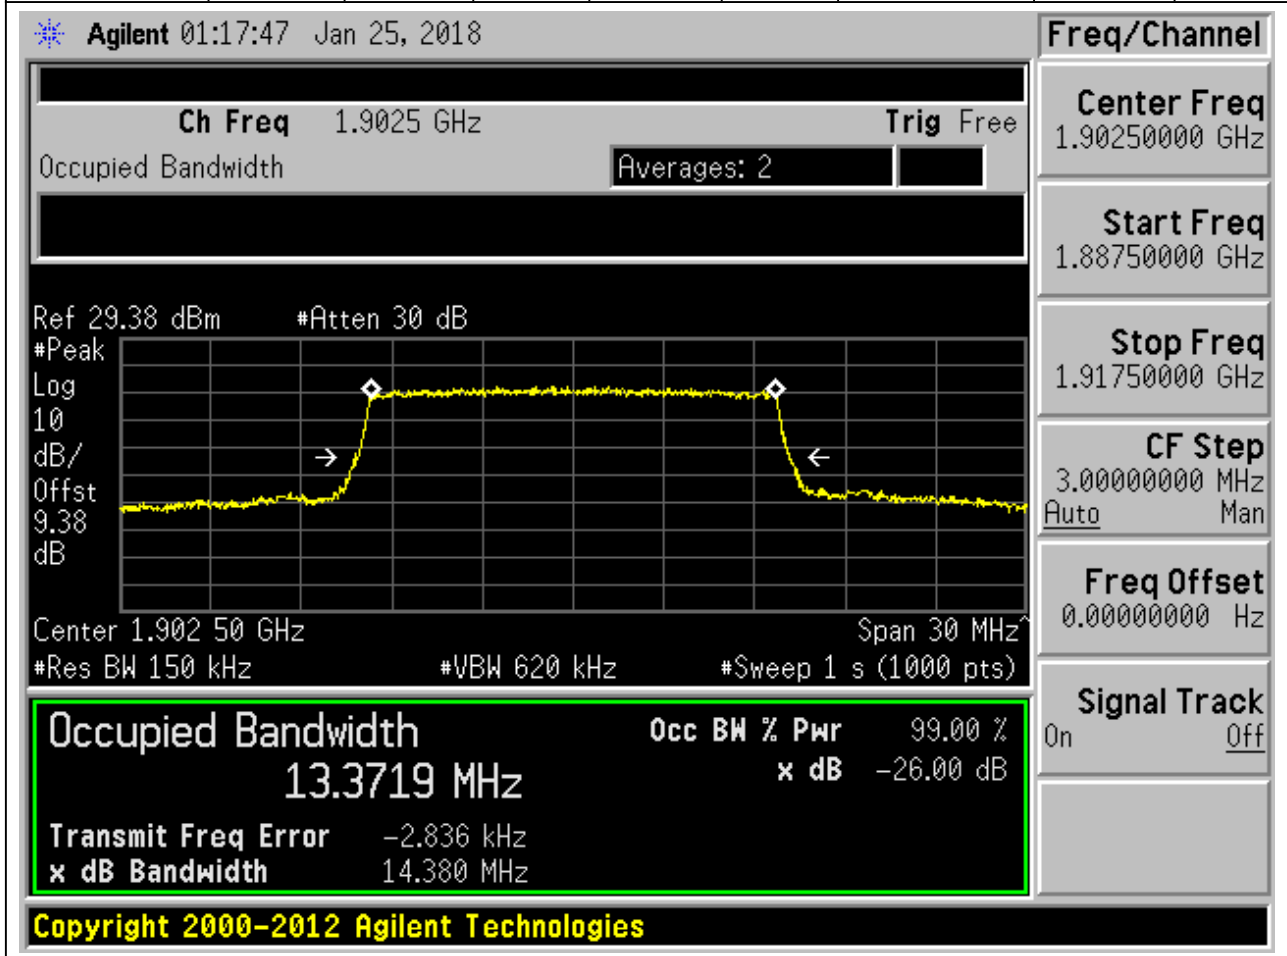 Agilent 01:17:47 Jan 25, 2018
Freq/Channel
Ch Freq 1.9025 GHz Trig Free
Occupied Bandwidth Averages: 2
Center Freq
1.90250000 GHz
Start Freq
1.88750000 GHz
Stop Freq
1.91750000 GHz
CF Step
3.00000000 MHz
Auto Man
Freq Offset
0.00000000 Hz
Signal Track
On Off
Ref 29.38 dBm #Atten 30 dB
#Peak
Log
10
dB/
Offst
9.38
dB
Center 1.902 50 GHz Span 30 MHz^
#Res BW 150 kHz #VBW 620 kHz #Sweep 1 s (1000 pts)
Occupied Bandwidth Occ BW % Pwr 99.00 %
13.3719 MHz x dB -26.00 dB
Transmit Freq Error -2.836 kHz
x dB Bandwidth 14.380 MHz
Copyright 2000-2012 Agilent Technologies